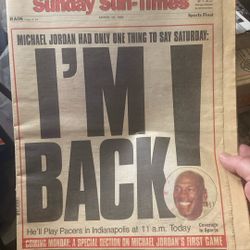 Sunday Sun-Times
Sports Final
MICHAEL JORDAN HAD ONLY ONE THING TO SAY SATURDAY:
I'M
BACK!
He'll Play Pacers in Indianapolis at 11 a.m. Today
Coverage
in Sports
COMING MONDAY: A SPECIAL SECTION ON MICHAEL JORDAN'S FIRST GAME